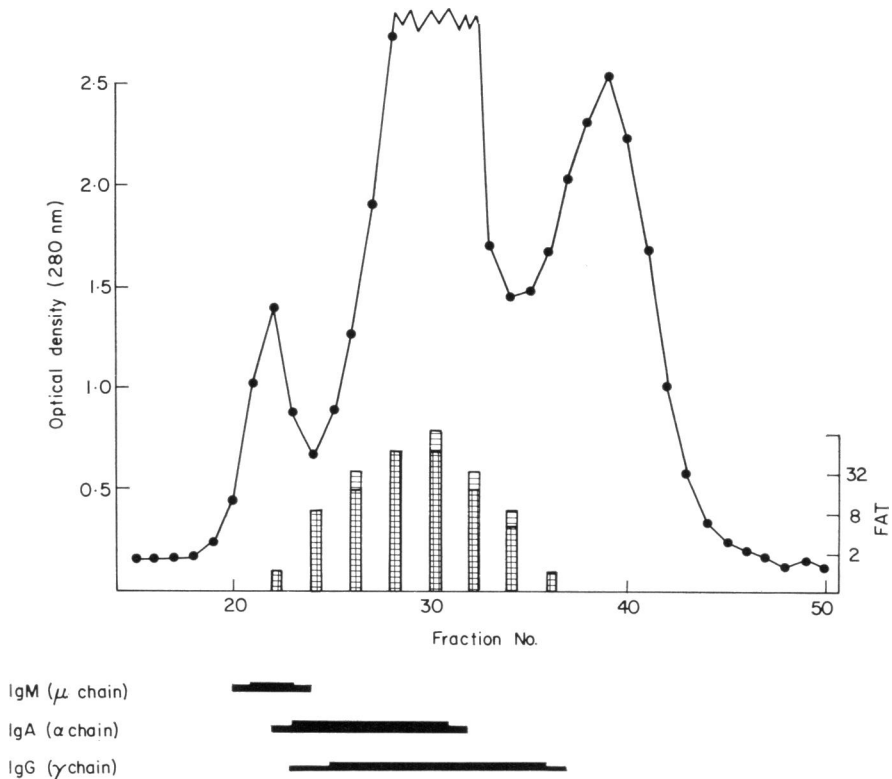 2·5
2·0
1·5
1·0
0·5
Optical density (280 nm)
32
8
2
FAT
20 30 40 50
Fraction No.
IgM (μ chain)
IgA (α chain)
IgG (γ chain)